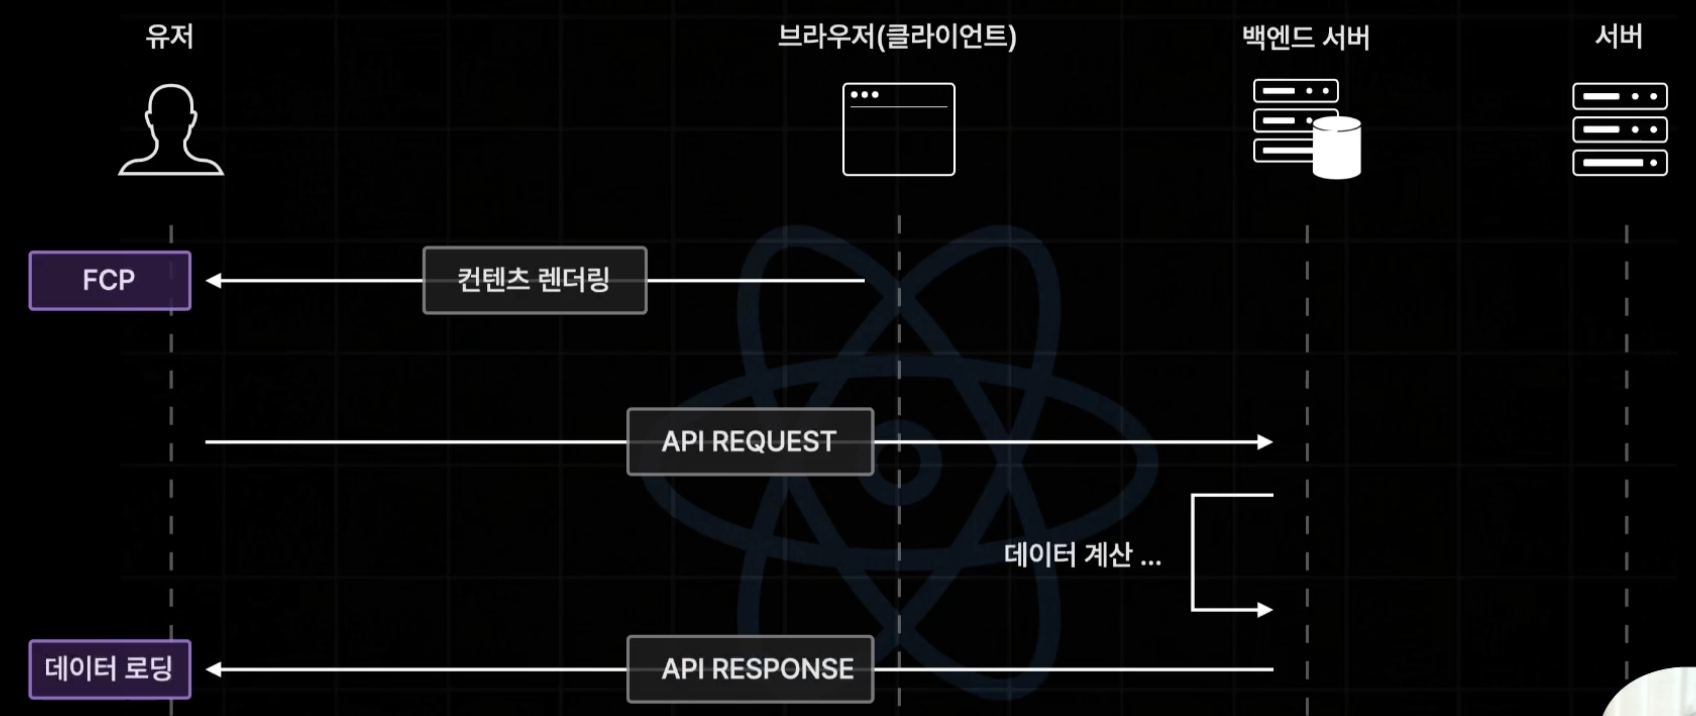 유저
브라우저(클라이언트)
백엔드 서버
서버
FCP
컨텐츠 렌더링
API REQUEST
데이터 계산 ...
데이터 로딩
API RESPONSE